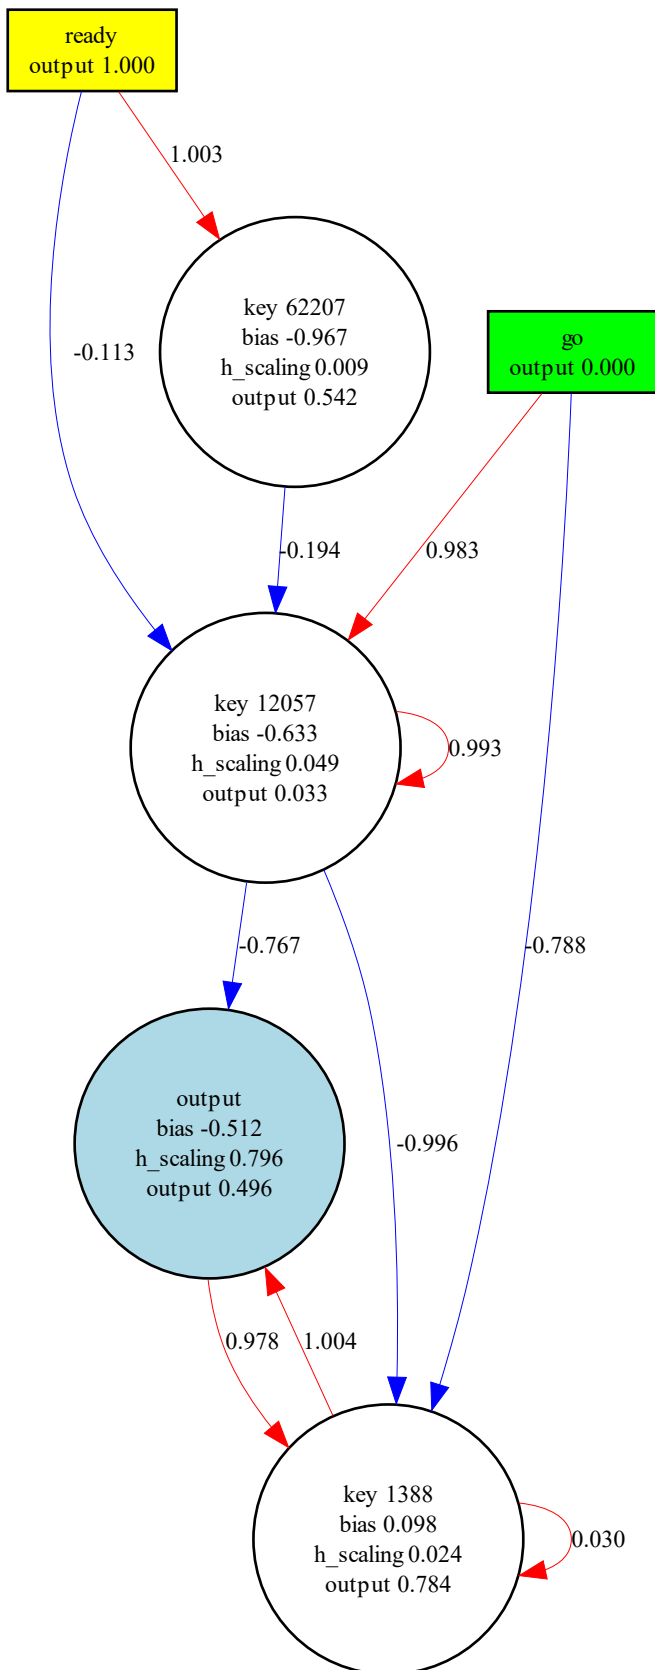 ready
output 1.000
1.003
key 62207
bias -0.967
h_scaling 0.009
output 0.542
go
output 0.000
-0.113
-0.194
0.983
key 12057
bias -0.633
h_scaling 0.049
output 0.033
0.993
-0.767
-0.788
output
bias -0.512
h_scaling 0.796
output 0.496
-0.996
0.978
1.004
key 1388
bias 0.098
h_scaling 0.024
output 0.784
0.030